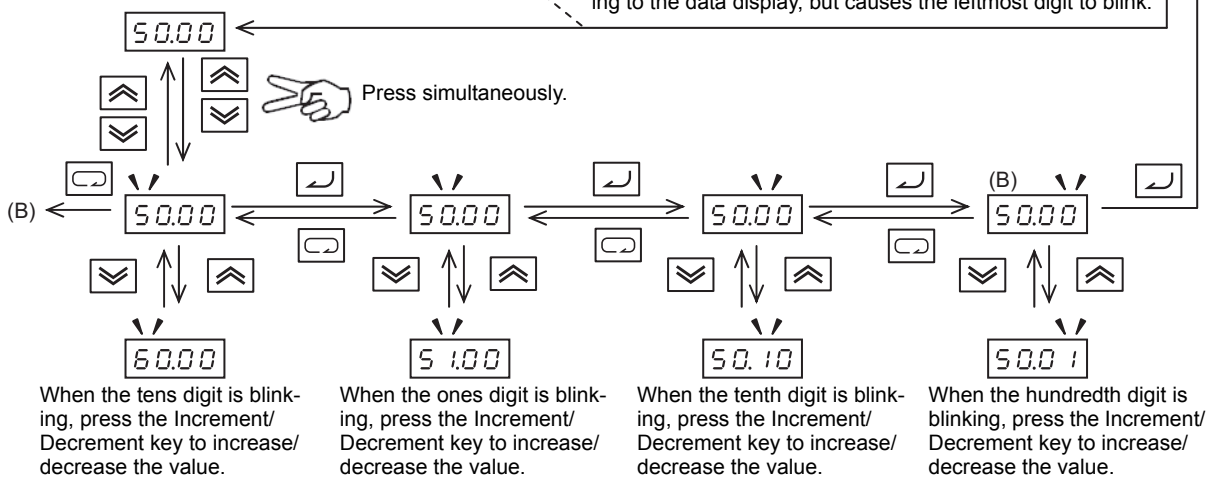 ing to the data display, but causes the leftmost digit to blink.
50.00
Press simultaneously.
(B)
(B)
50.00
50.00
50.00
50.00
60.00
51.00
50.10
50.01
When the tens digit is blink-
ing, press the Increment/
Decrement key to increase/
decrease the value.
When the ones digit is blink-
ing, press the Increment/
Decrement key to increase/
decrease the value.
When the tenth digit is blink-
ing, press the Increment/
Decrement key to increase/
decrease the value.
When the hundredth digit is
blinking, press the Increment/
Decrement key to increase/
decrease the value.